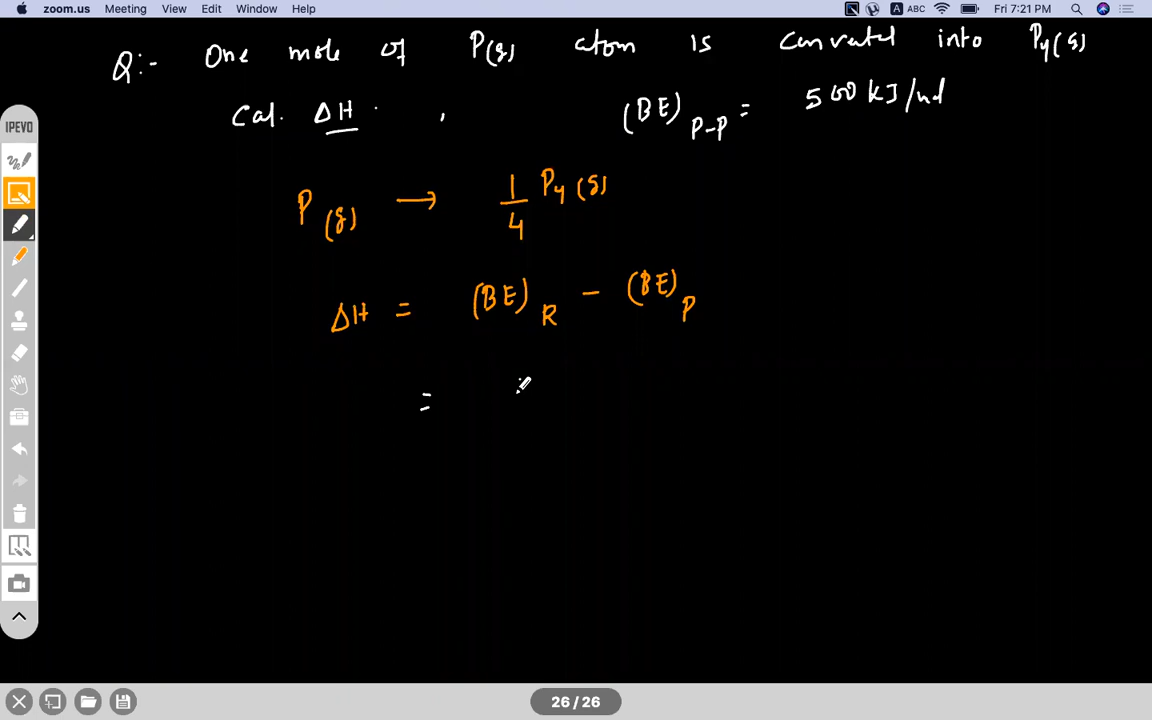 zoom.us Meeting View Edit Window Help A ABC Fri 7:21 PM
Q:- One mole of P(g) atom is converted into P4(g)
Cal. ΔH , (BE) P-P = 500 KJ/mol
IPEVO
P(g) → 1/4 P4(g)
ΔH = (BE)R - (BE)P
=
26 / 26